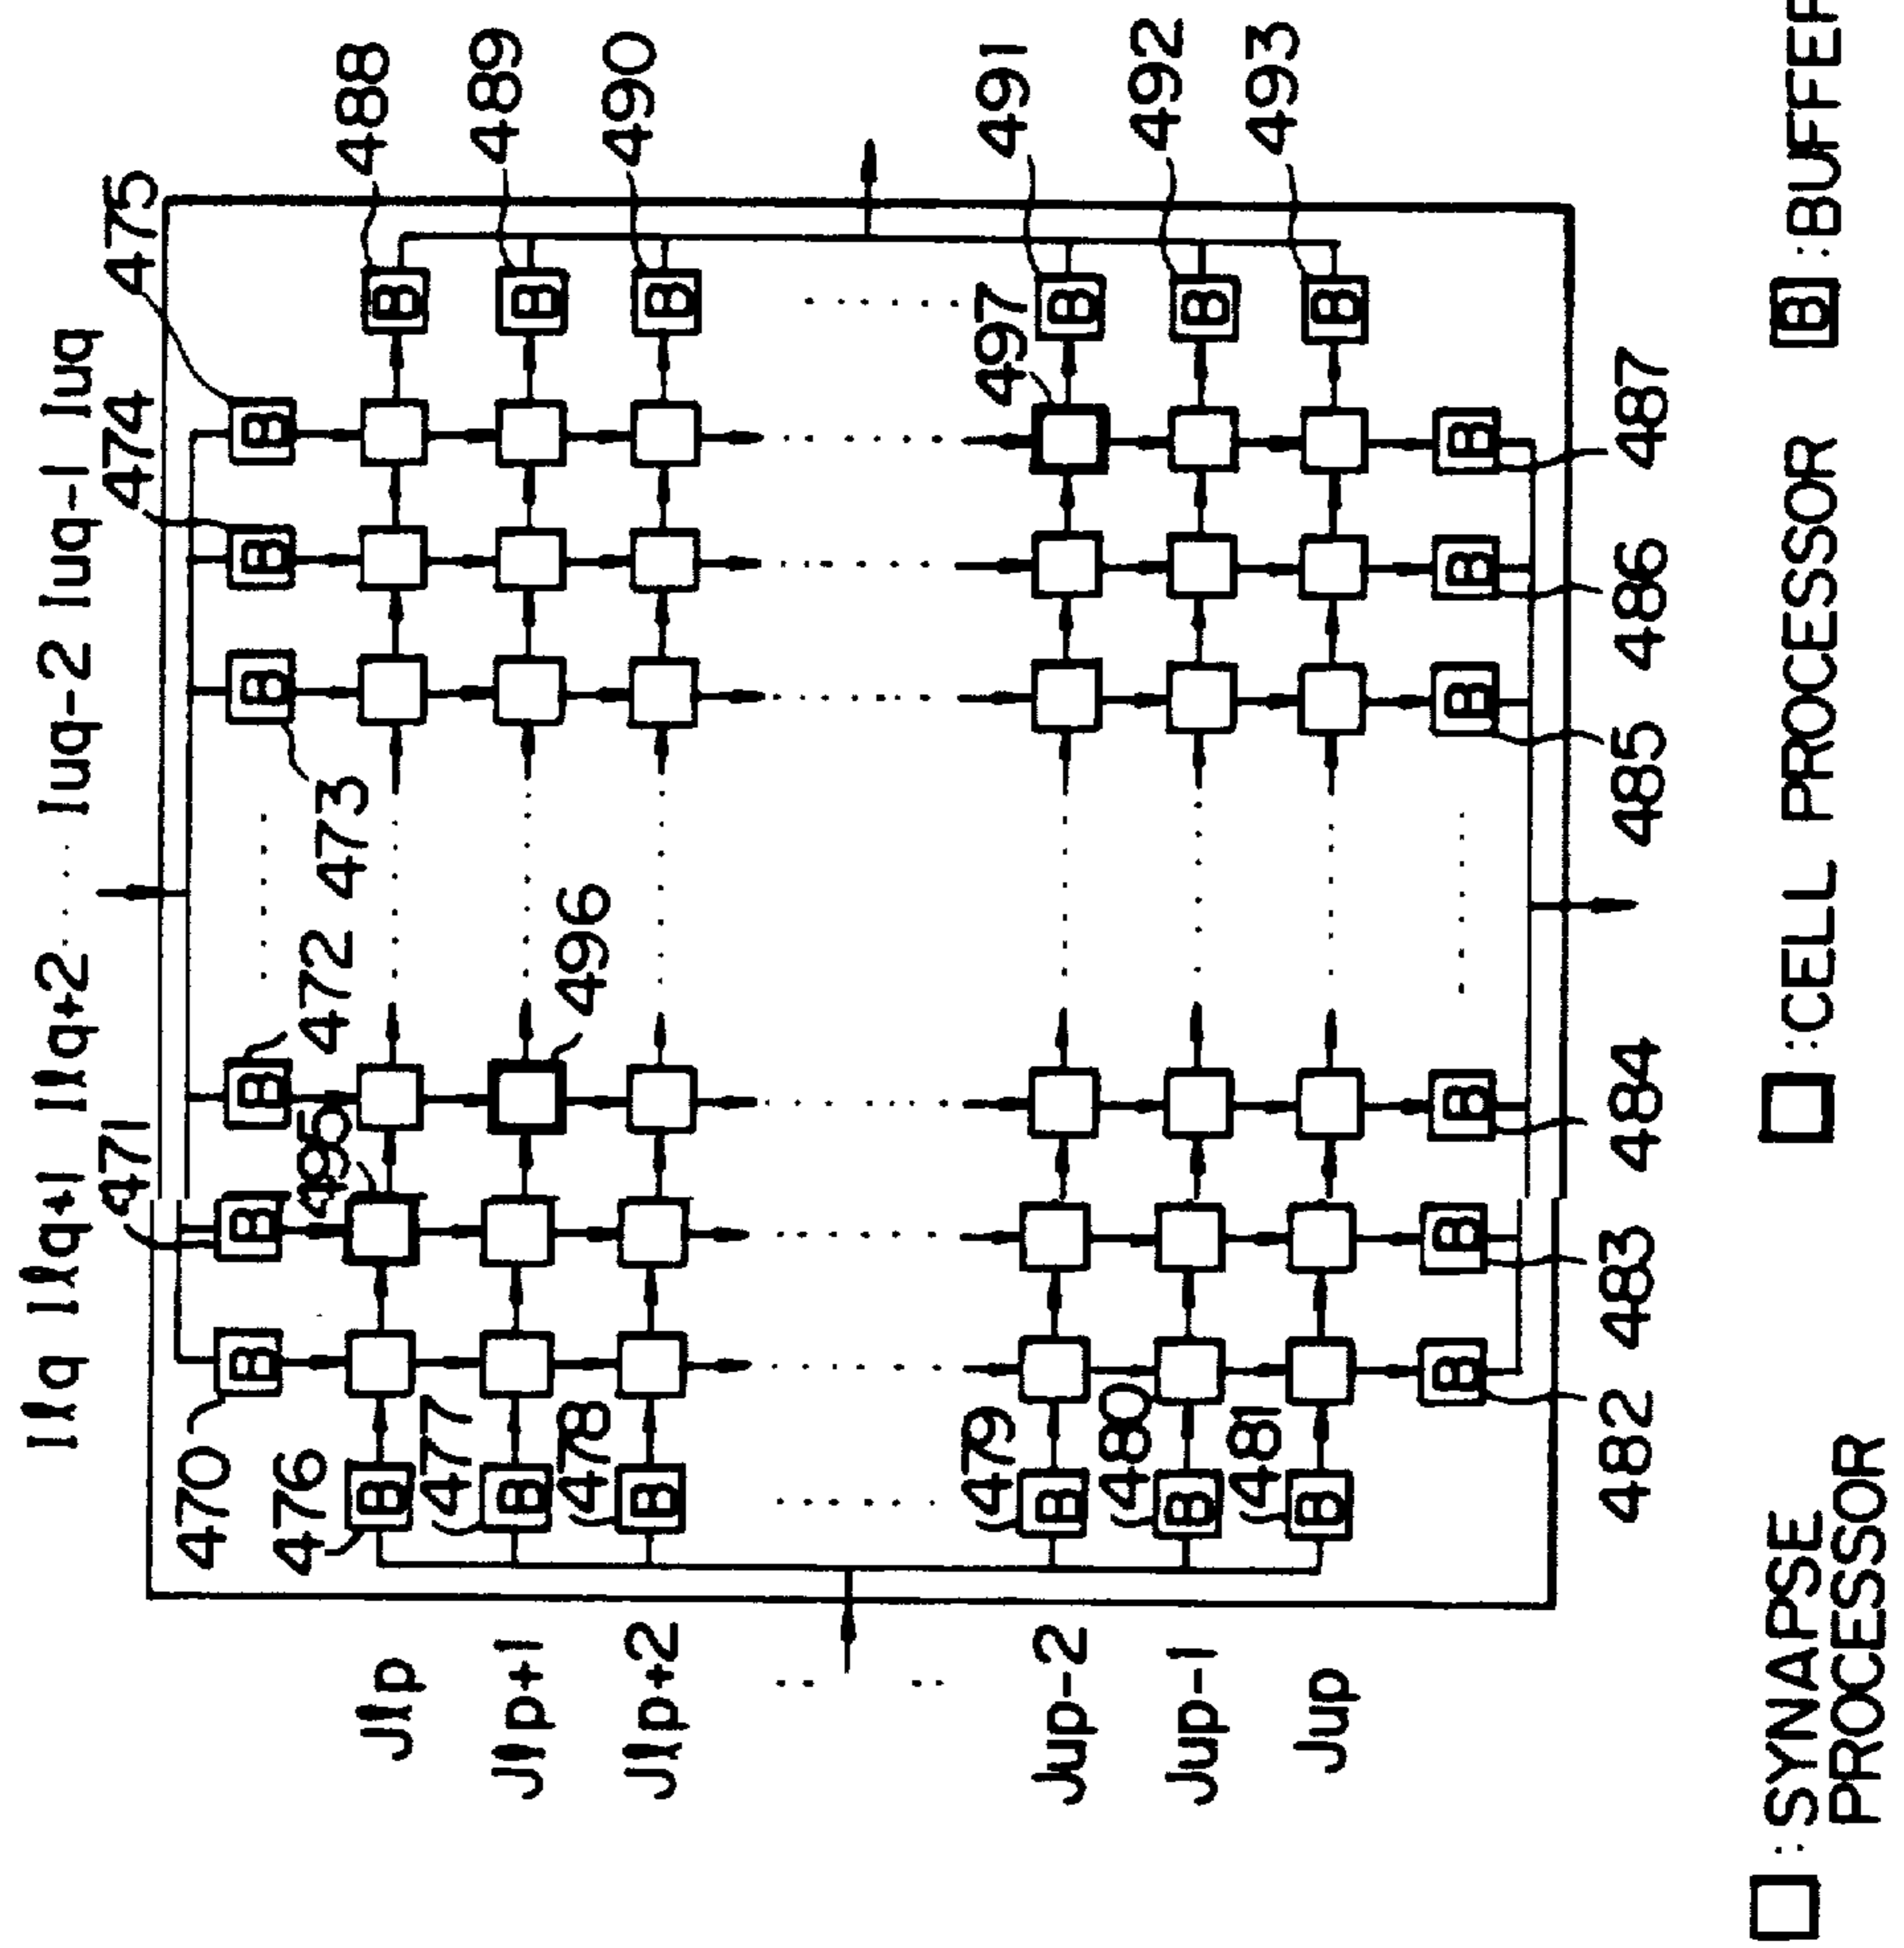 Ilq Ilq+1 Ilq+2 ..... Iuq-2 Iuq-1 Iuq
471 474 475
470 472 473
B B B B B B
Jlp 476 B 495 B 488
Jlp+1 477 B 496 B 489
Jlp+2 478 B B 490
Jup-2 479 B 497 B 491
Jup-1 480 B B 492
Jup 481 B B 493
B B B B B B
482 483 484 485 486 487
:SYNAPSE PROCESSOR
:CELL PROCESSOR
B :BUFFER